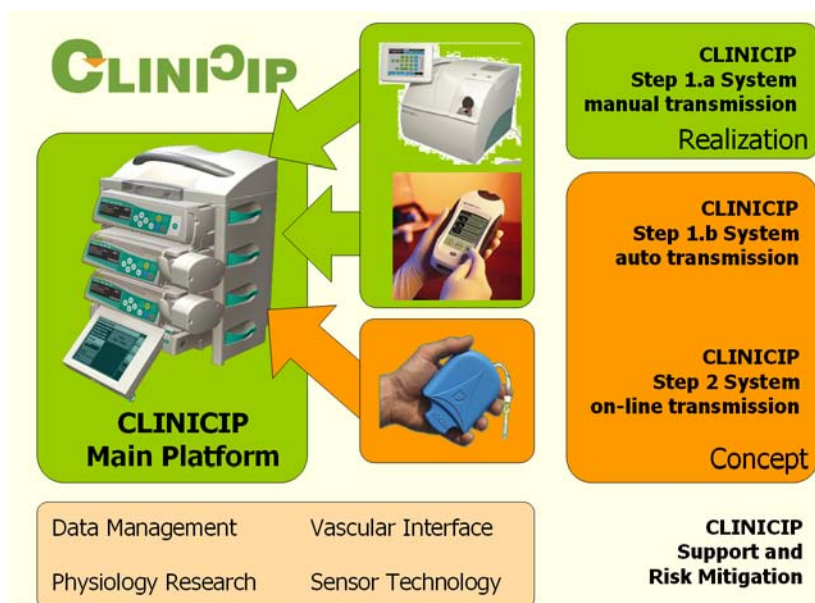 CLINICIP
CLINICIP
Step 1.a System
manual transmission
Realization
CLINICIP
Step 1.b System
auto transmission
CLINICIP
Step 2 System
on-line transmission
Concept
CLINICIP
Main Platform
Data Management
Vascular Interface
Physiology Research
Sensor Technology
CLINICIP
Support and
Risk Mitigation